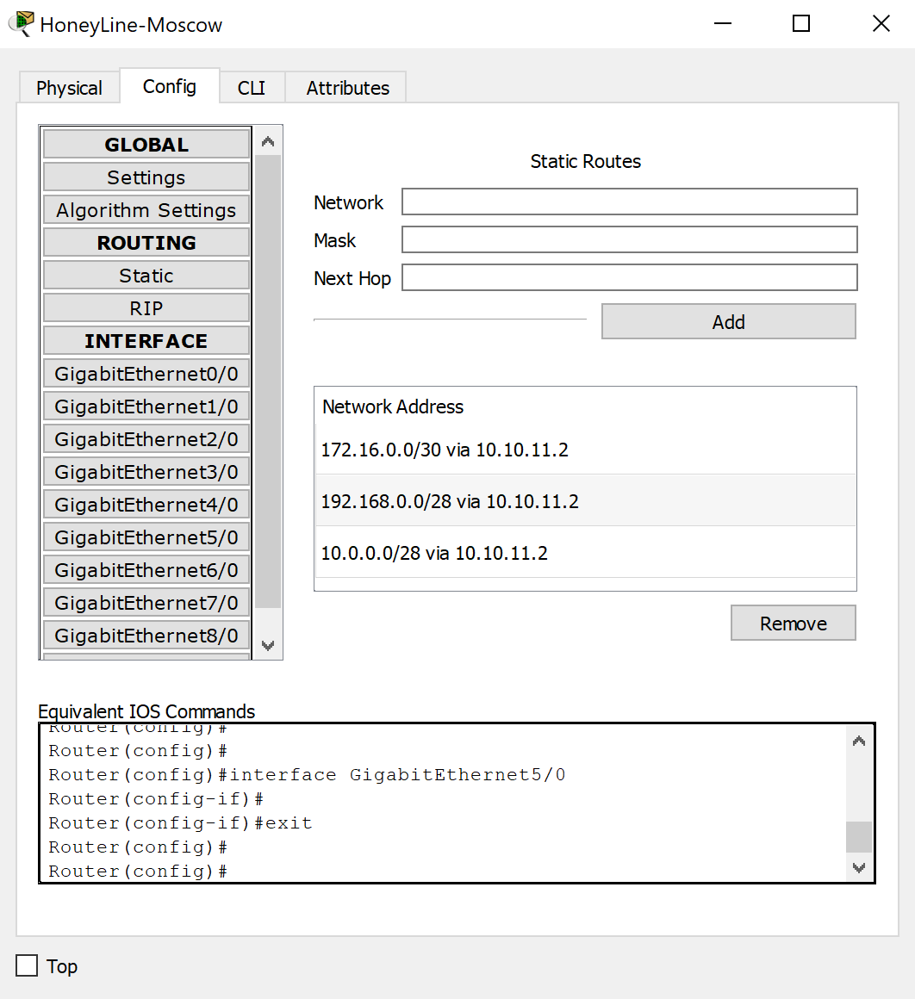 HoneyLine-Moscow
Physical
Config
CLI
Attributes
GLOBAL
Settings
Algorithm Settings
ROUTING
Static
RIP
INTERFACE
GigabitEthernet0/0
GigabitEthernet1/0
GigabitEthernet2/0
GigabitEthernet3/0
GigabitEthernet4/0
GigabitEthernet5/0
GigabitEthernet6/0
GigabitEthernet7/0
GigabitEthernet8/0
Static Routes
Network
Mask
Next Hop
Add
Network Address
172.16.0.0/30 via 10.10.11.2
192.168.0.0/28 via 10.10.11.2
10.0.0.0/28 via 10.10.11.2
Remove
Equivalent IOS Commands
Router(config)#
Router(config)#
Router(config)#interface GigabitEthernet5/0
Router(config-if)#
Router(config-if)#exit
Router(config)#
Router(config)#
Top